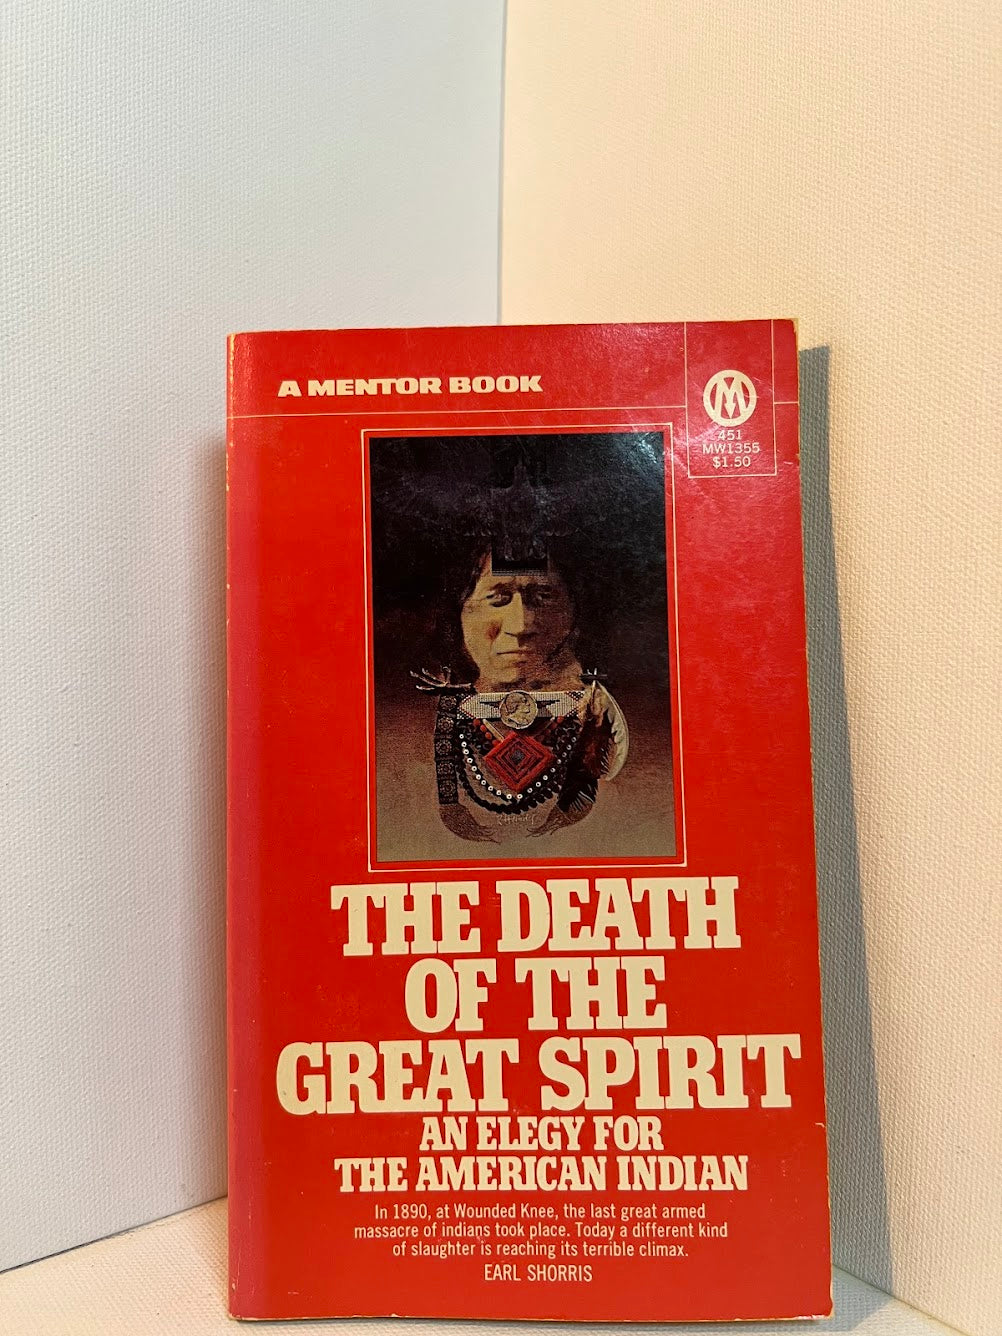 A MENTOR BOOK
M
451
MW1355
$1.50
THE DEATH
OF THE
GREAT SPIRIT
AN ELEGY FOR
THE AMERICAN INDIAN
In 1890, at Wounded Knee, the last great armed
massacre of indians took place. Today a different kind
of slaughter is reaching its terrible climax.
EARL SHORRIS